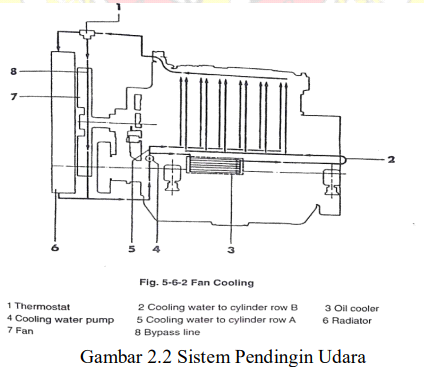 1
8
7
2
6 5 4 3
Fig. 5-6-2 Fan Cooling
1 Thermostat 2 Cooling water to cylinder row B 3 Oil cooler
4 Cooling water pump 5 Cooling water to cylinder row A 6 Radiator
7 Fan 8 Bypass line
Gambar 2.2 Sistem Pendingin Udara